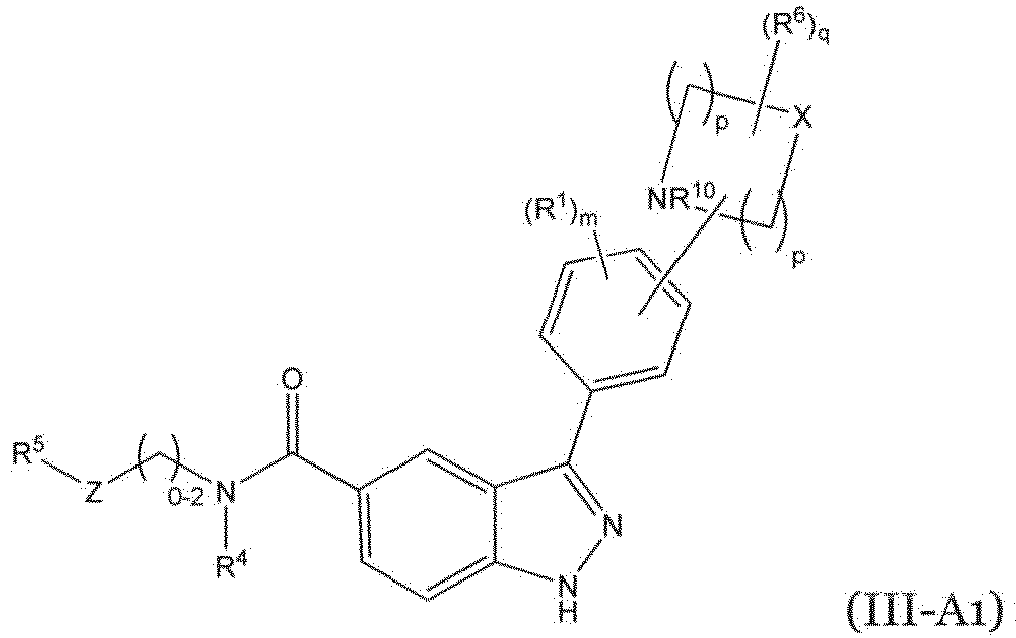 (R⁶)q
( )p
X
NR¹⁰
(R¹)m
( )p
O
R⁵
Z
( )0-2
N
R⁴
N
N
H
(III-A1)